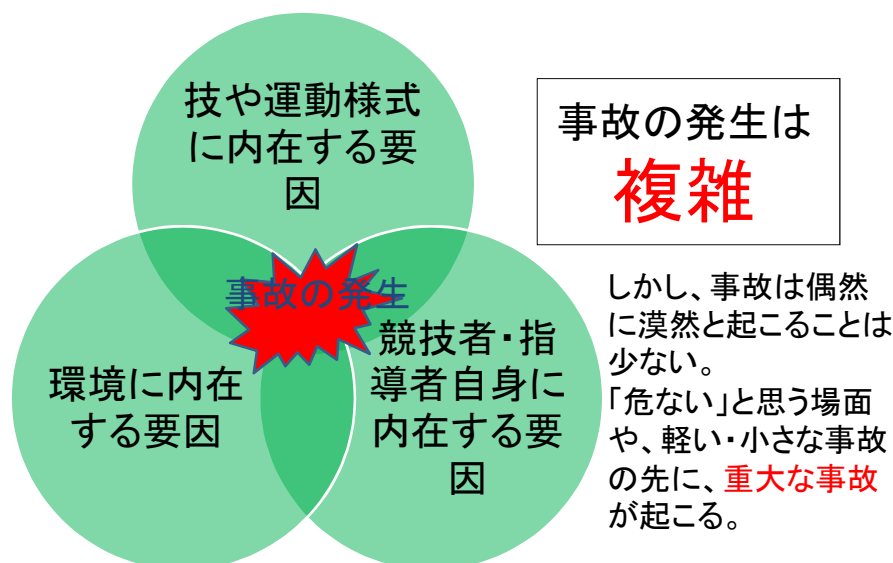 技や運動様式
に内在する要
因
事故の発生は
複雑
事故の発生
環境に内在
する要因
競技者・指
導者自身に
内在する要
因
しかし、事故は偶然
に漠然と起こることは
少ない。
「危ない」と思う場面
や、軽い・小さな事故
の先に、重大な事故
が起こる。